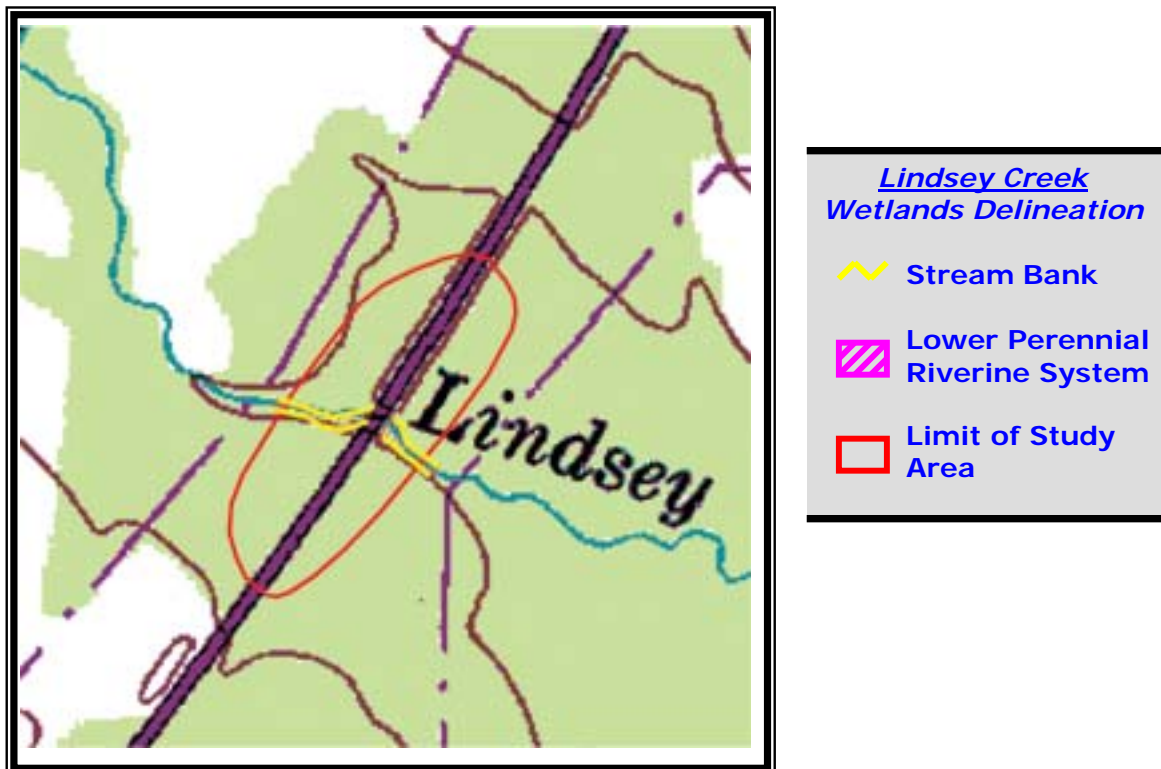 Lindsey
Lindsey Creek
Wetlands Delineation
Stream Bank
Lower Perennial
Riverine System
Limit of Study
Area